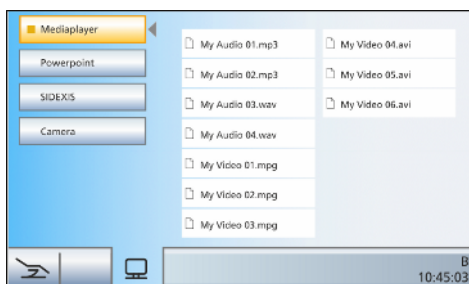 Mediaplayer
Powerpoint
SIDEXIS
Camera
My Audio 01.mp3
My Audio 02.mp3
My Audio 03.wav
My Audio 04.wav
My Video 01.mpg
My Video 02.mpg
My Video 03.mpg
My Video 04.avi
My Video 05.avi
My Video 06.avi
B
10:45:03